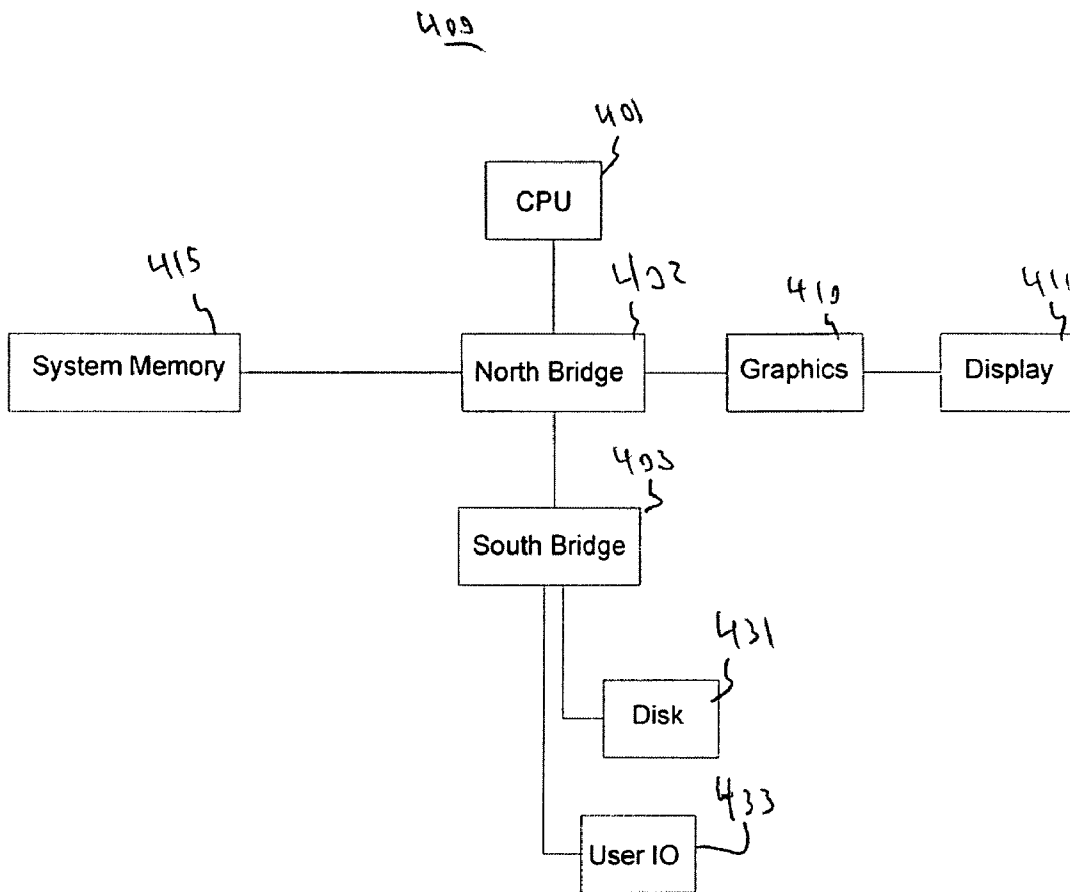 400
401
CPU
415
402
410
411
System Memory
North Bridge
Graphics
Display
403
South Bridge
431
Disk
433
User IO